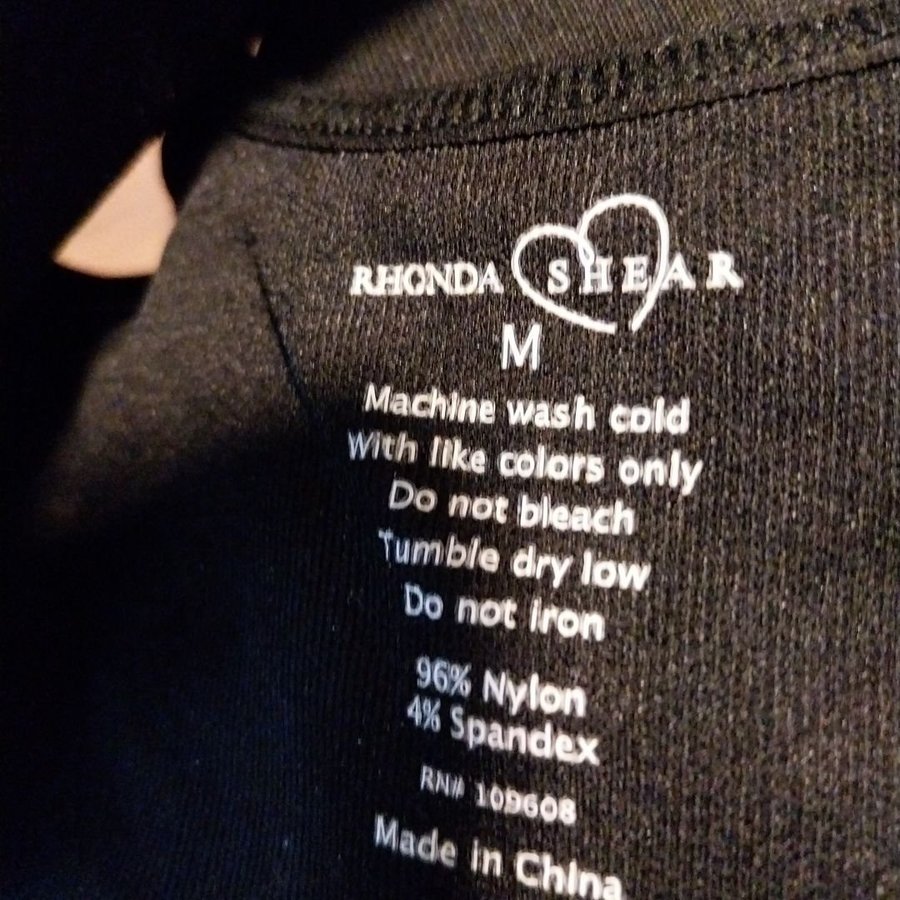 RHONDA SHEAR
M
Machine wash cold
With like colors only
Do not bleach
Tumble dry low
Do not iron
96% Nylon
4% Spandex
RN# 109608
Made in China